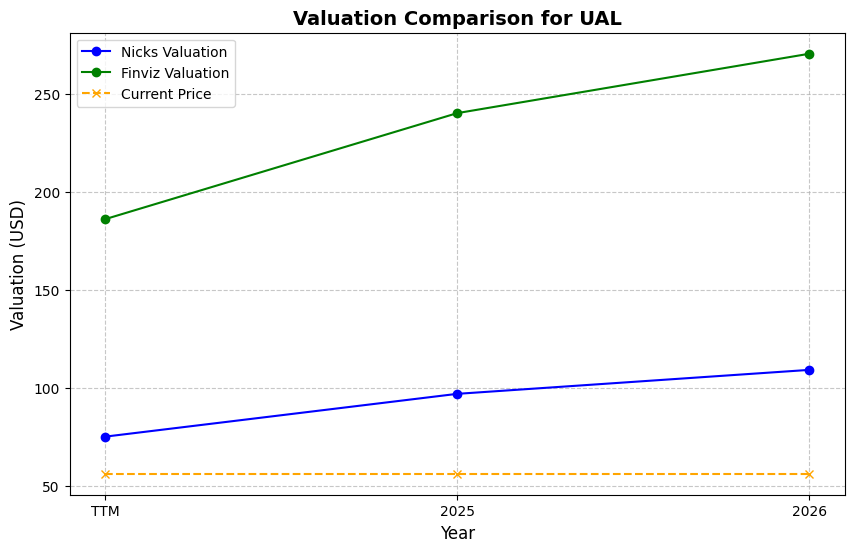 Valuation Comparison for UAL
Nicks Valuation
Finviz Valuation
Current Price
Valuation (USD)
250
200
150
100
50
TTM
2025
2026
Year